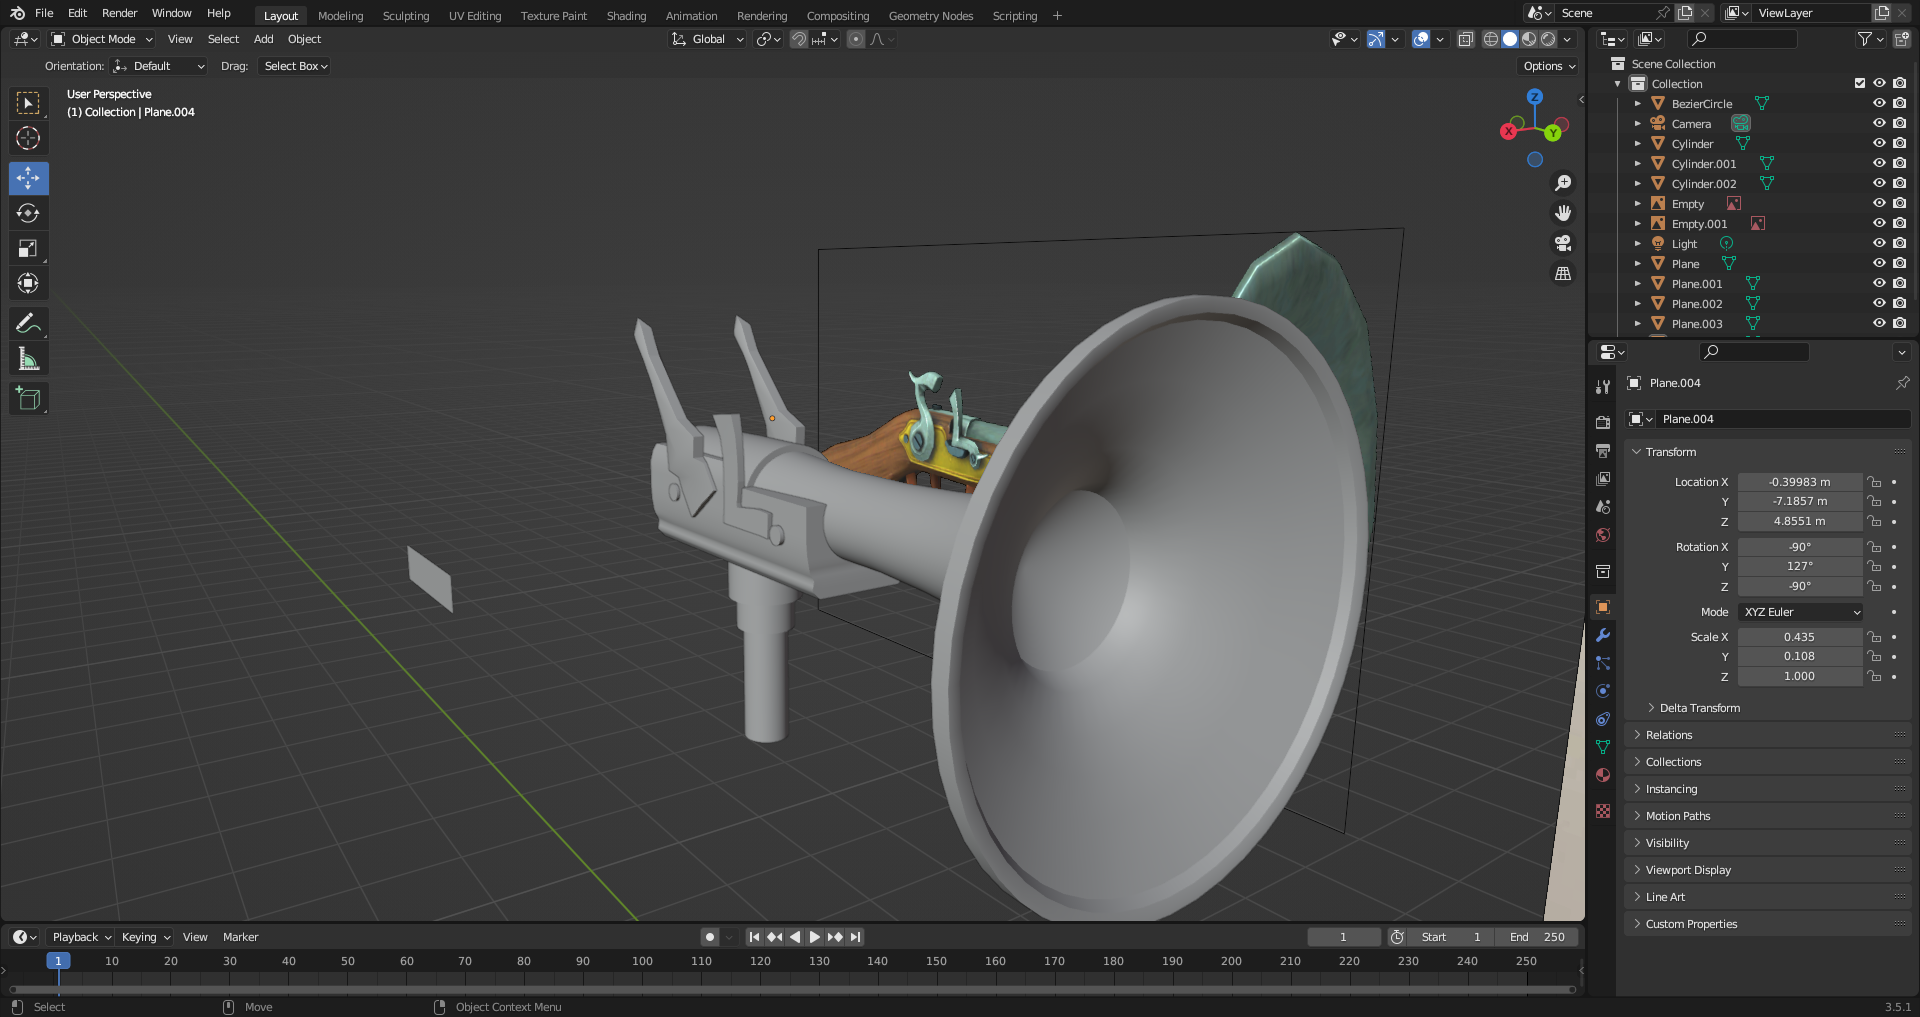 File Edit Render Window Help Layout Modeling Sculpting UV Editing Texture Paint Shading Animation Rendering Compositing Geometry Nodes Scripting + Scene ViewLayer
Object Mode View Select Add Object Global
Orientation: Default Drag: Select Box Options
User Perspective
(1) Collection | Plane.004
Z
X
Y
Scene Collection
Collection
BezierCircle
Camera
Cylinder
Cylinder.001
Cylinder.002
Empty
Empty.001
Light
Plane
Plane.001
Plane.002
Plane.003
Plane.004
Plane.004
Transform
Location X -0.39983 m
Y -7.1857 m
Z 4.8551 m
Rotation X -90°
Y 127°
Z -90°
Mode XYZ Euler
Scale X 0.435
Y 0.108
Z 1.000
Delta Transform
Relations
Collections
Instancing
Motion Paths
Visibility
Viewport Display
Line Art
Custom Properties
Playback Keying View Marker 1 Start 1 End 250
1 10 20 30 40 50 60 70 80 90 100 110 120 130 140 150 160 170 180 190 200 210 220 230 240 250
Select Move Object Context Menu 3.5.1